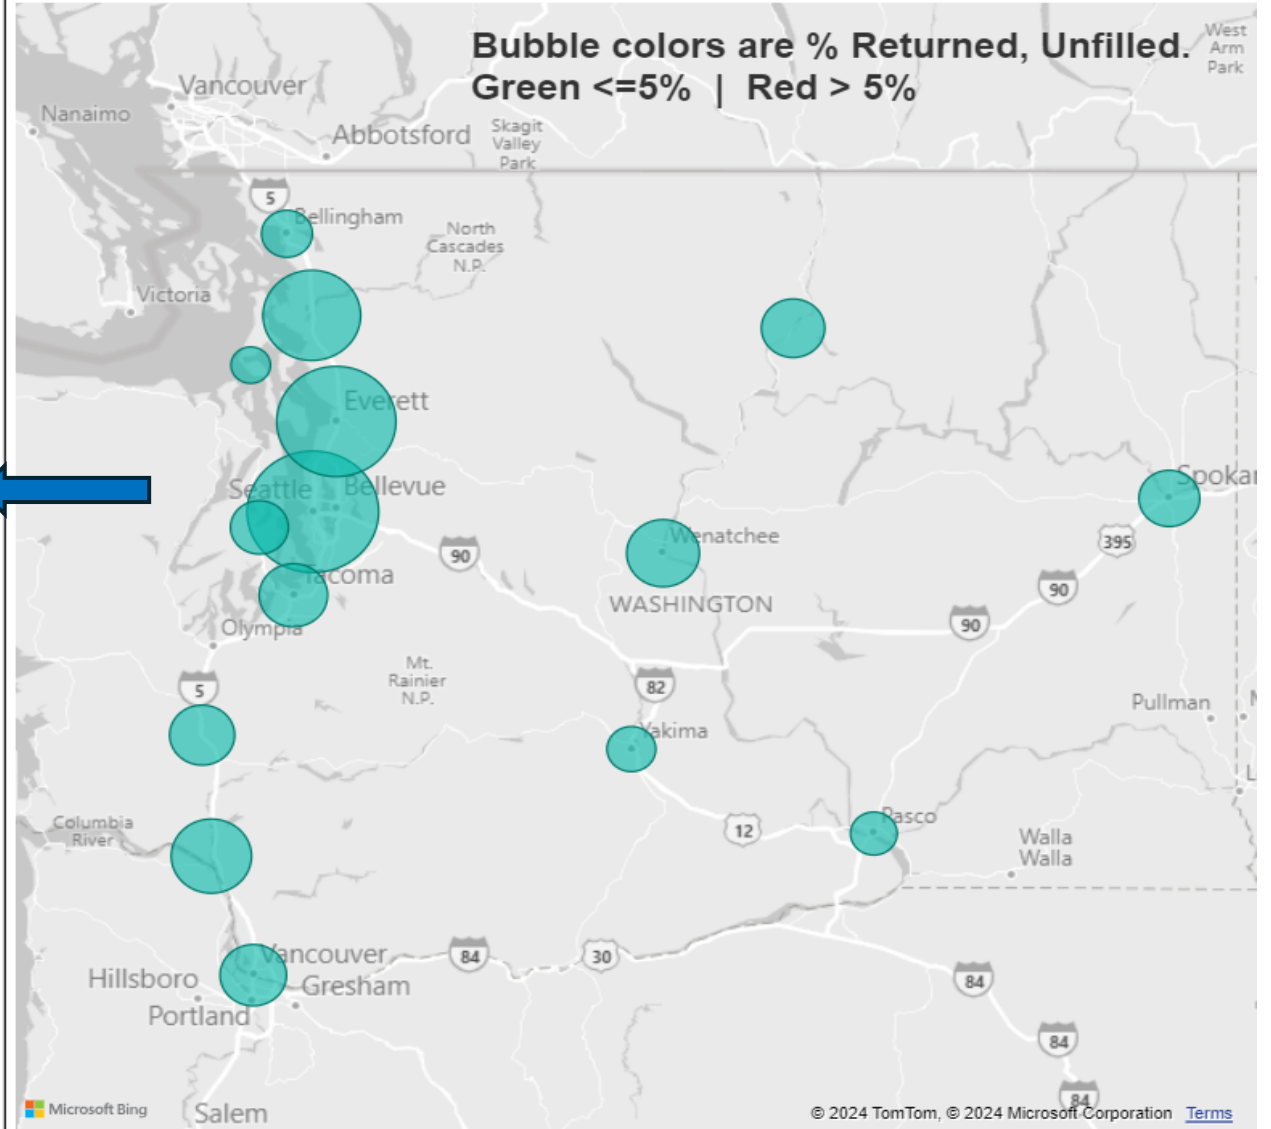 Bubble colors are % Returned, Unfilled.
Green <=5% | Red > 5%
West
Arm
Park
Vancouver
Nanaimo
Abbotsford
Skagit
Valley
Park
5
Bellingham
North
Cascades
N.P.
Victoria
Everett
Seattle
Bellevue
Spokan
Wenatchee
395
90
Tacoma
90
WASHINGTON
90
Olympia
Mt.
Rainier
N.P.
5
82
Pullman
Yakima
Columbia
River
12
Pasco
Walla
Walla
Vancouver
84
30
Hillsboro
Gresham
84
Portland
84
84
Microsoft Bing
Salem
© 2024 TomTom, © 2024 Microsoft Corporation Terms